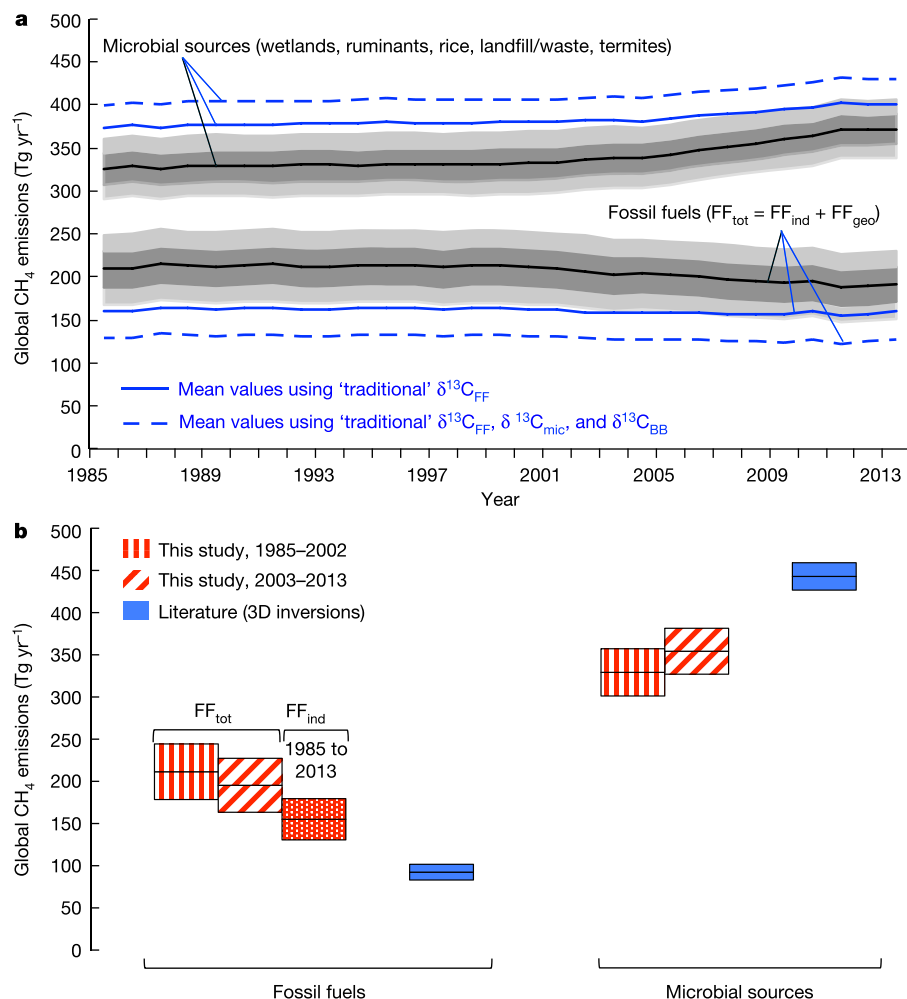 a
500
450
400
350
300
250
200
150
100
50
0
Global CH4 emissions (Tg yr–1)
Microbial sources (wetlands, ruminants, rice, landfill/waste, termites)
Fossil fuels (FFtot = FFind + FFgeo)
Mean values using ‘traditional’ δ13CFF
Mean values using ‘traditional’ δ13CFF, δ 13Cmic, and δ13CBB
1985 1989 1993 1997 2001 2005 2009 2013
Year
b
500
450
400
350
300
250
200
150
100
50
0
Global CH4 emissions (Tg yr–1)
This study, 1985–2002
This study, 2003–2013
Literature (3D inversions)
FFtot FFind
1985 to
2013
Fossil fuels Microbial sources